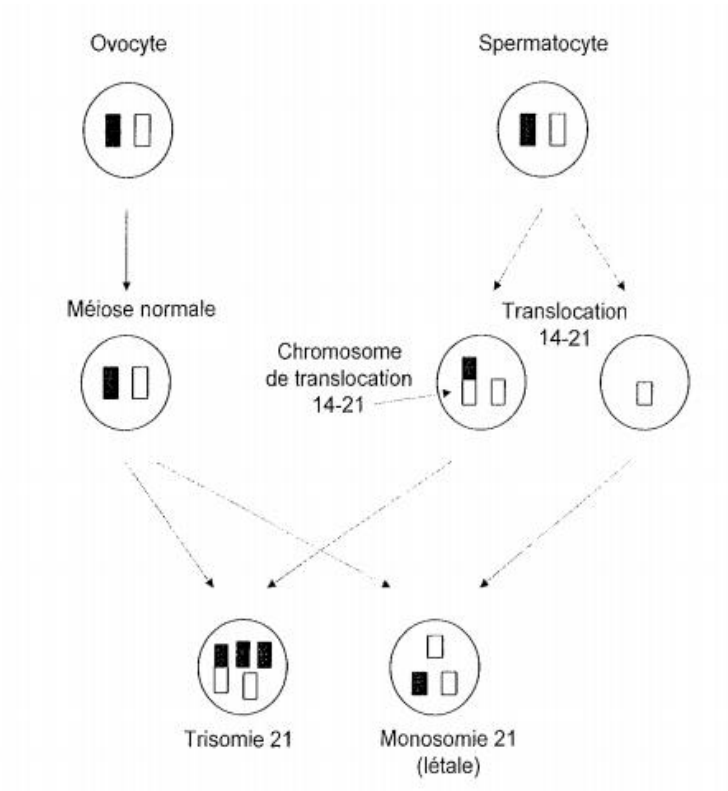 Ovocyte
Spermatocyte
Méiose normale
Translocation
14-21
Chromosome
de translocation
14-21
Trisomie 21
Monosomie 21
(létale)